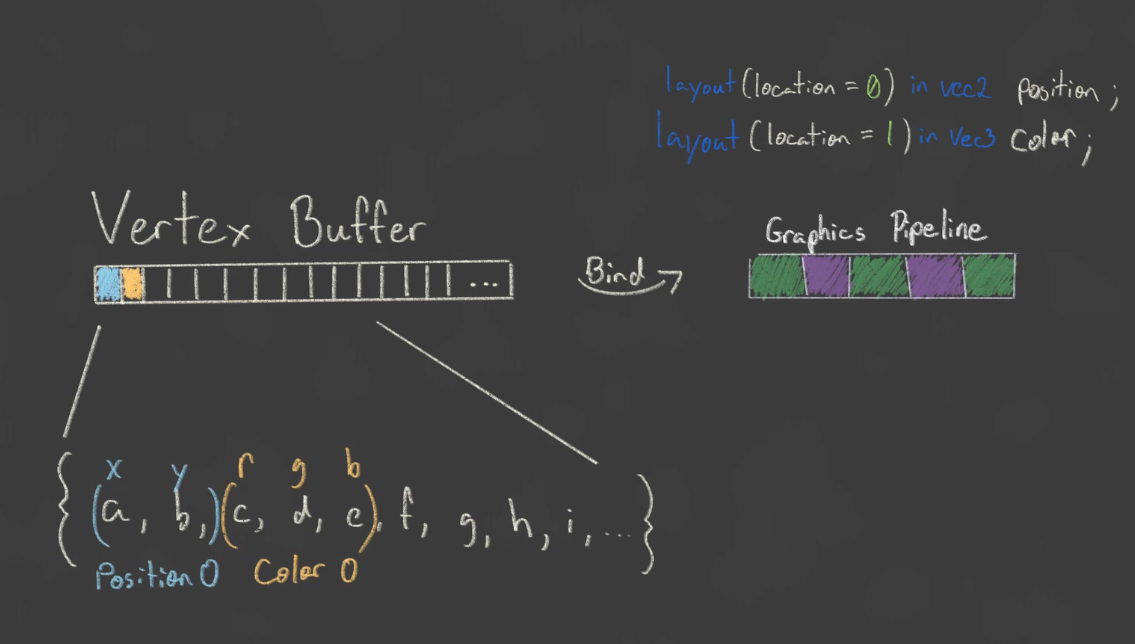 layout (location = 0) in vec2 Position ;
layout (location = 1) in Vec3 Color ;
Vertex Buffer
Graphics Pipeline
...
Bind
x y r g b
{ (a, b,) (c, d, e), f, g, h, i, ... }
Position 0 Color 0